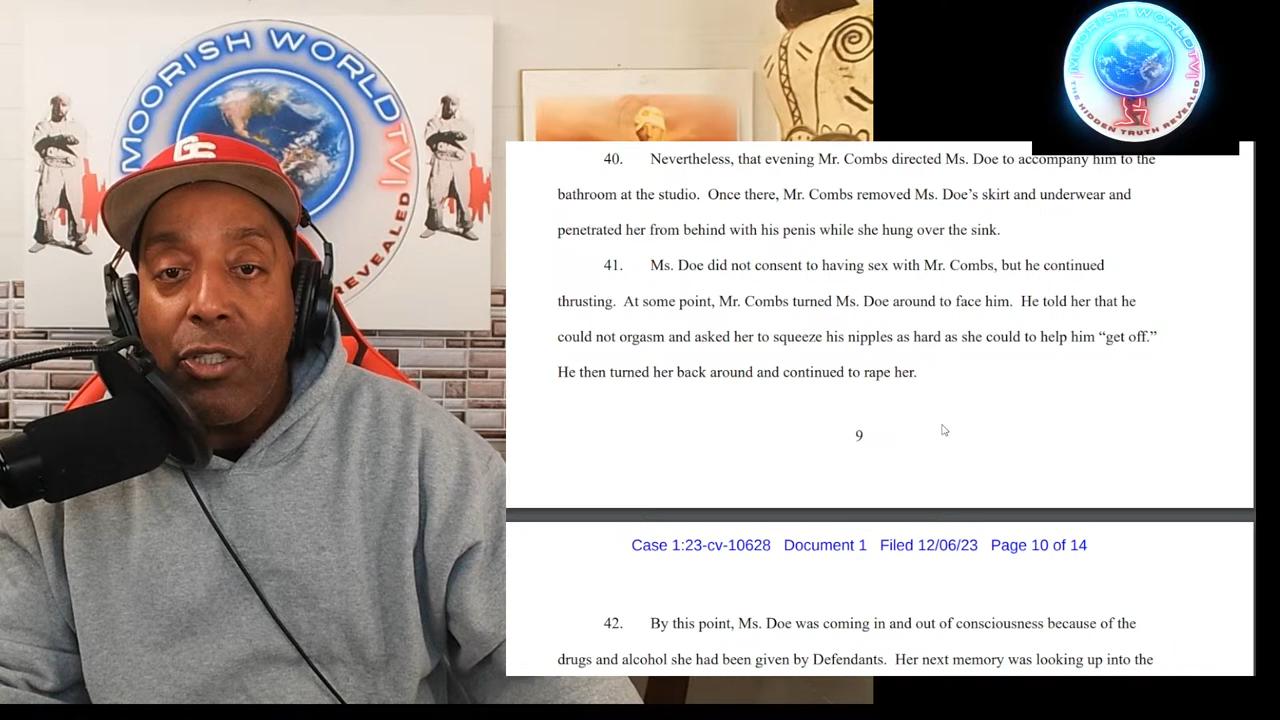 MOORISH WORLD TV
REVEALED
MOORISH WORLD TV
THE HIDDEN TRUTH REVEALED
40. Nevertheless, that evening Mr. Combs directed Ms. Doe to accompany him to the
bathroom at the studio. Once there, Mr. Combs removed Ms. Doe’s skirt and underwear and
penetrated her from behind with his penis while she hung over the sink.
41. Ms. Doe did not consent to having sex with Mr. Combs, but he continued
thrusting. At some point, Mr. Combs turned Ms. Doe around to face him. He told her that he
could not orgasm and asked her to squeeze his nipples as hard as she could to help him “get off.”
He then turned her back around and continued to rape her.
9
Case 1:23-cv-10628 Document 1 Filed 12/06/23 Page 10 of 14
42. By this point, Ms. Doe was coming in and out of consciousness because of the
drugs and alcohol she had been given by Defendants. Her next memory was looking up into the